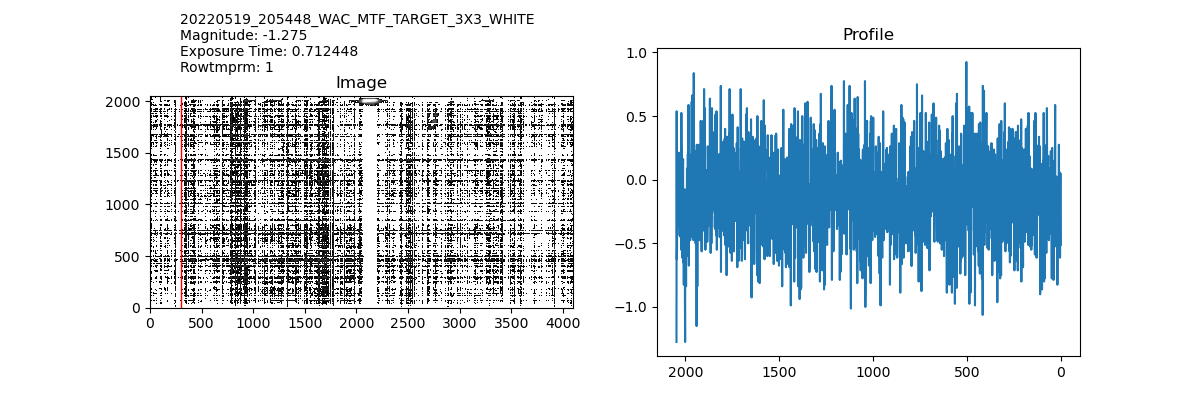 20220519_205448_WAC_MTF_TARGET_3X3_WHITE
Magnitude: -1.275
Exposure Time: 0.712448
Rowtmprm: 1
Image
2000
1500
1000
500
0
0 500 1000 1500 2000 2500 3000 3500 4000
Profile
1.0
0.5
0.0
−0.5
−1.0
2000 1500 1000 500 0